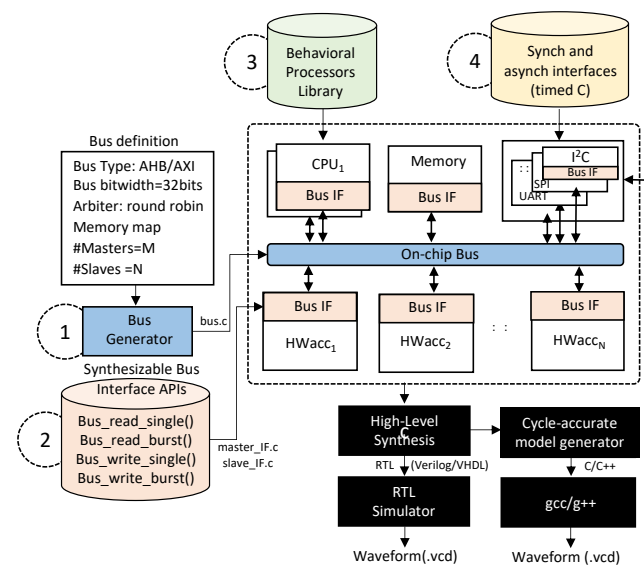 3
Behavioral
Processors
Library
4
Synch and
asynch interfaces
(timed C)
Bus definition
Bus Type: AHB/AXI
Bus bitwidth=32bits
Arbiter: round robin
Memory map
#Masters=M
#Slaves =N
CPU1
Bus IF
Memory
Bus IF
: :
I2C
Bus IF
SPI
UART
On-chip Bus
1
Bus
Generator
bus.c
Bus IF
HWacc1
Bus IF
HWacc2
: :
Bus IF
HWaccN
Synthesizable Bus
Interface APIs
2
Bus_read_single()
Bus_read_burst()
Bus_write_single()
Bus_write_burst()
master_IF.c
slave_IF.c
High-Level
C
Synthesis
Cycle-accurate
model generator
RTL (Verilog/VHDL)
C/C++
RTL
Simulator
gcc/g++
Waveform(.vcd)
Waveform (.vcd)